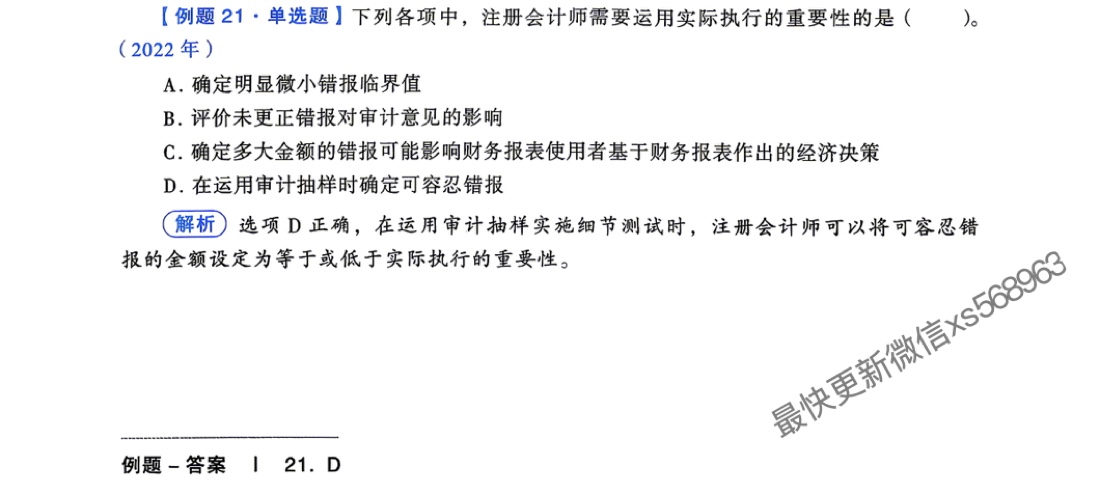 【例题 21·单选题】下列各项中，注册会计师需要运用实际执行的重要性的是（　　）。
（2022 年）
A. 确定明显微小错报临界值
B. 评价未更正错报对审计意见的影响
C. 确定多大金额的错报可能影响财务报表使用者基于财务报表作出的经济决策
D. 在运用审计抽样时确定可容忍错报
解析 选项 D 正确，在运用审计抽样实施细节测试时，注册会计师可以将可容忍错
报的金额设定为等于或低于实际执行的重要性。
最快更新微信xs568963
例题 – 答案 | 21. D